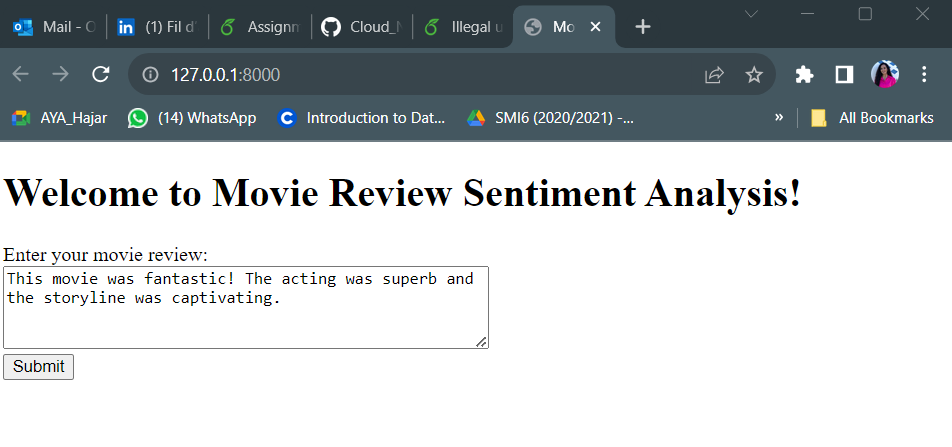 Mail - O
(1) Fil d'
Assignm
Cloud_N
Illegal u
Mo
127.0.0.1:8000
AYA_Hajar
(14) WhatsApp
Introduction to Dat...
SMI6 (2020/2021) -...
»
All Bookmarks
Welcome to Movie Review Sentiment Analysis!
Enter your movie review:
This movie was fantastic! The acting was superb and
the storyline was captivating.
Submit